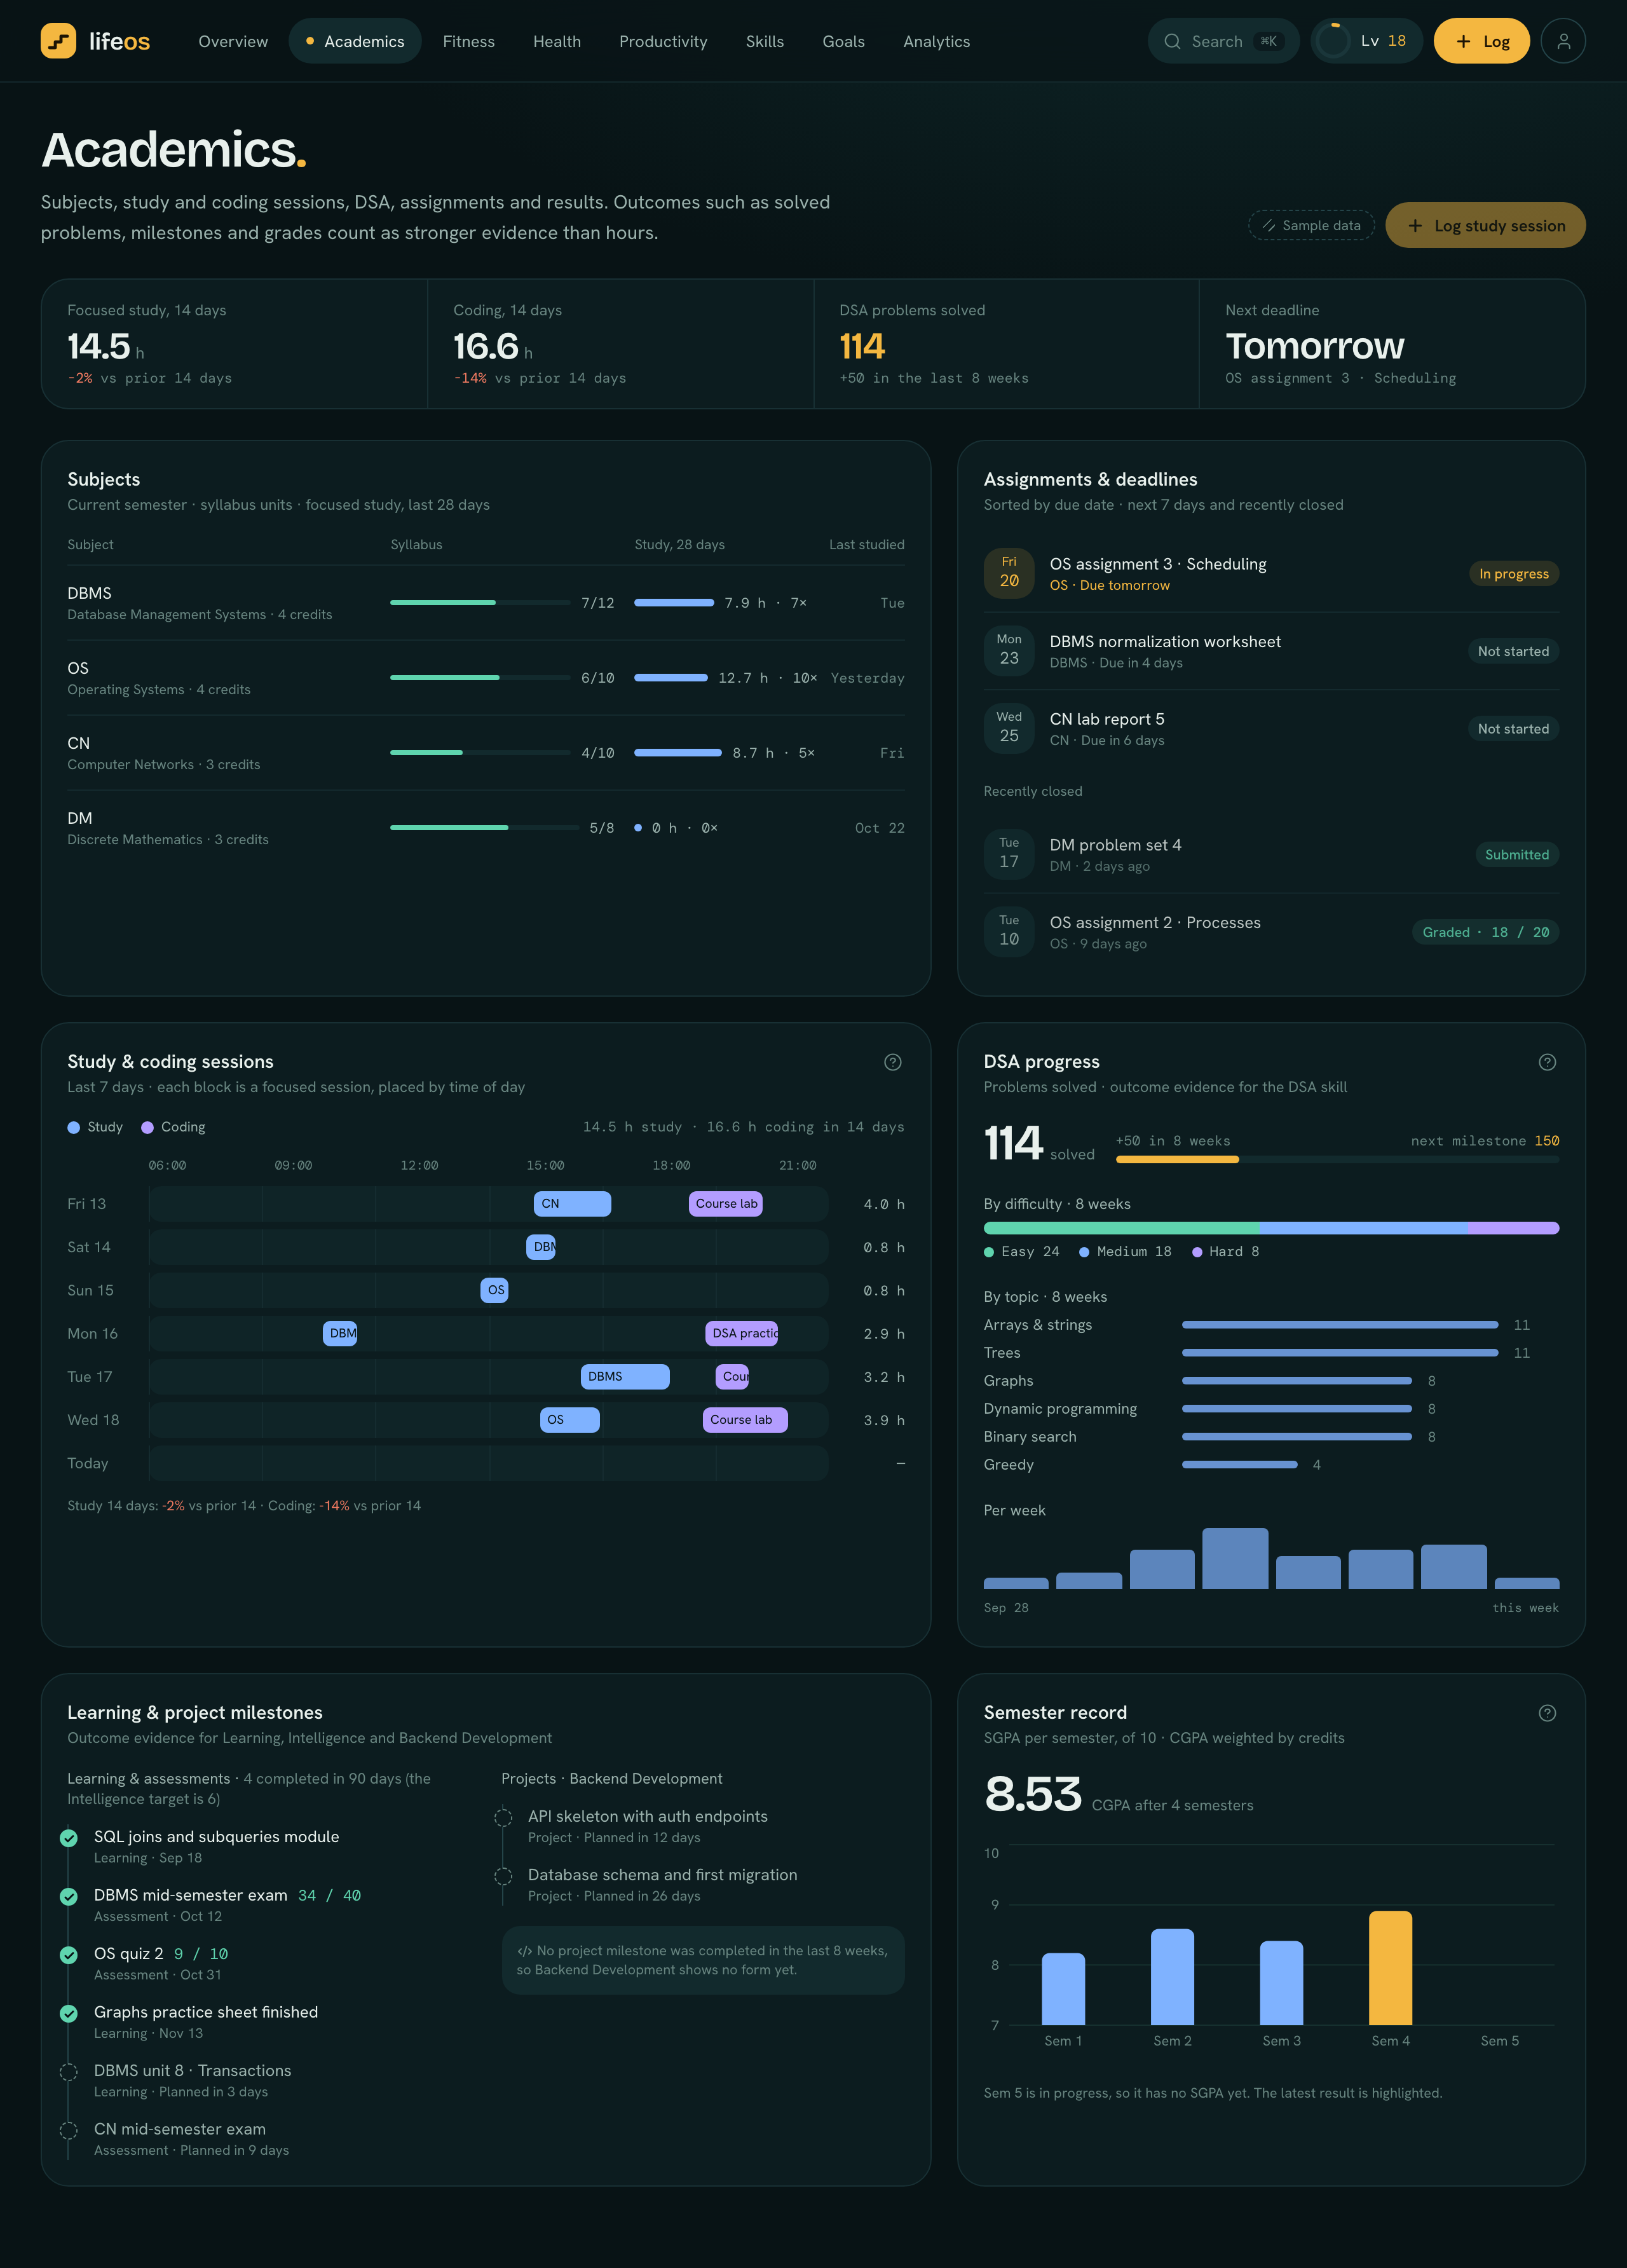 lifeos
Overview
Academics
Fitness
Health
Productivity
Skills
Goals
Analytics
Search ⌘K
Lv 18
+ Log
Academics.
Subjects, study and coding sessions, DSA, assignments and results. Outcomes such as solved
problems, milestones and grades count as stronger evidence than hours.
Sample data
+ Log study session
Focused study, 14 days
14.5 h
-2% vs prior 14 days
Coding, 14 days
16.6 h
-14% vs prior 14 days
DSA problems solved
114
+50 in the last 8 weeks
Next deadline
Tomorrow
OS assignment 3 · Scheduling
Subjects
Current semester · syllabus units · focused study, last 28 days
Subject Syllabus Study, 28 days Last studied
DBMS
Database Management Systems · 4 credits
7/12 7.9 h · 7× Tue
OS
Operating Systems · 4 credits
6/10 12.7 h · 10× Yesterday
CN
Computer Networks · 3 credits
4/10 8.7 h · 5× Fri
DM
Discrete Mathematics · 3 credits
5/8 0 h · 0× Oct 22
Assignments & deadlines
Sorted by due date · next 7 days and recently closed
Fri
20
OS assignment 3 · Scheduling
OS · Due tomorrow
In progress
Mon
23
DBMS normalization worksheet
DBMS · Due in 4 days
Not started
Wed
25
CN lab report 5
CN · Due in 6 days
Not started
Recently closed
Tue
17
DM problem set 4
DM · 2 days ago
Submitted
Tue
10
OS assignment 2 · Processes
OS · 9 days ago
Graded · 18 / 20
Study & coding sessions
Last 7 days · each block is a focused session, placed by time of day
Study Coding
14.5 h study · 16.6 h coding in 14 days
06:00 09:00 12:00 15:00 18:00 21:00
Fri 13 CN Course lab 4.0 h
Sat 14 DBM 0.8 h
Sun 15 OS 0.8 h
Mon 16 DBM DSA practic 2.9 h
Tue 17 DBMS Cour 3.2 h
Wed 18 OS Course lab 3.9 h
Today –
Study 14 days: -2% vs prior 14 · Coding: -14% vs prior 14
DSA progress
Problems solved · outcome evidence for the DSA skill
114 solved
+50 in 8 weeks
next milestone 150
By difficulty · 8 weeks
Easy 24 Medium 18 Hard 8
By topic · 8 weeks
Arrays & strings 11
Trees 11
Graphs 8
Dynamic programming 8
Binary search 8
Greedy 4
Per week
Sep 28 this week
Learning & project milestones
Outcome evidence for Learning, Intelligence and Backend Development
Learning & assessments · 4 completed in 90 days (the
Intelligence target is 6)
SQL joins and subqueries module
Learning · Sep 18
DBMS mid-semester exam 34 / 40
Assessment · Oct 12
OS quiz 2 9 / 10
Assessment · Oct 31
Graphs practice sheet finished
Learning · Nov 13
DBMS unit 8 · Transactions
Learning · Planned in 3 days
CN mid-semester exam
Assessment · Planned in 9 days
Projects · Backend Development
API skeleton with auth endpoints
Project · Planned in 12 days
Database schema and first migration
Project · Planned in 26 days
No project milestone was completed in the last 8 weeks,
so Backend Development shows no form yet.
Semester record
SGPA per semester, of 10 · CGPA weighted by credits
8.53 CGPA after 4 semesters
10
9
8
7
Sem 1 Sem 2 Sem 3 Sem 4 Sem 5
Sem 5 is in progress, so it has no SGPA yet. The latest result is highlighted.